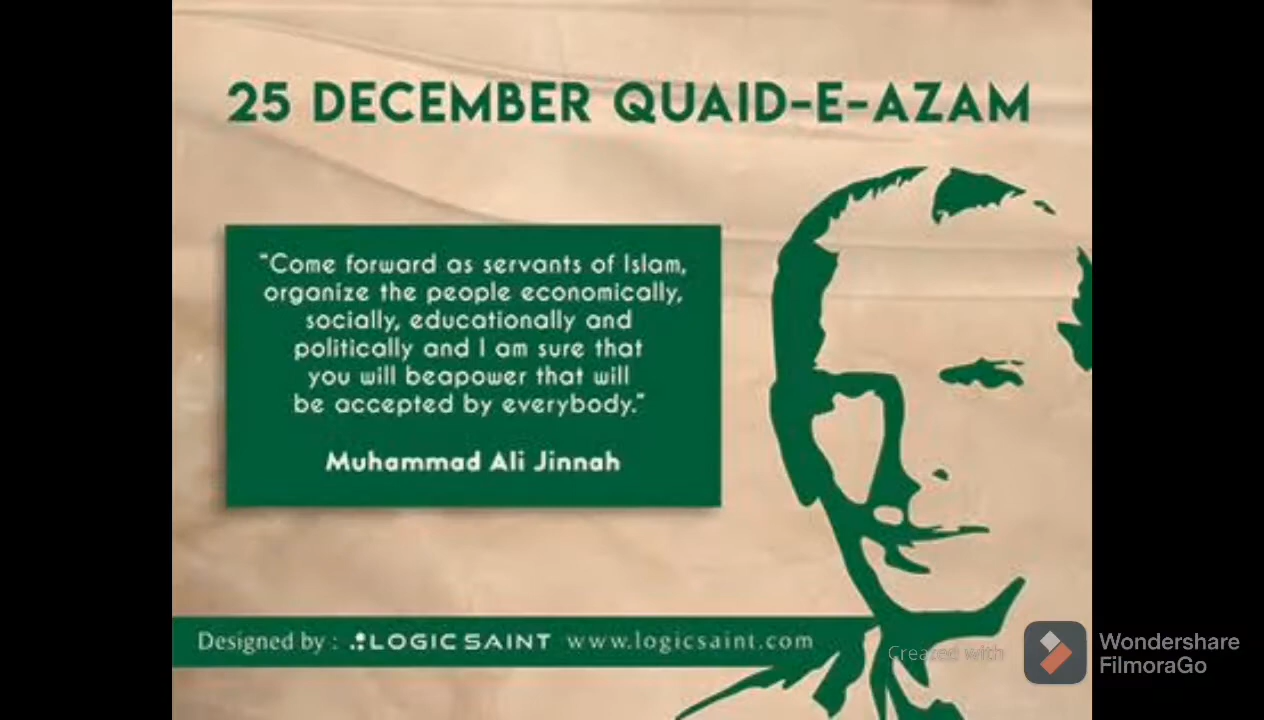 25 DECEMBER QUAID-E-AZAM
"Come forward as servants of Islam,
organize the people economically,
socially, educationally and
politically and I am sure that
you will beapower that will
be accepted by everybody."
Muhammad Ali Jinnah
Designed by : LOGICSAINT www.logicsaint.com
Created with
Wondershare
FilmoraGo